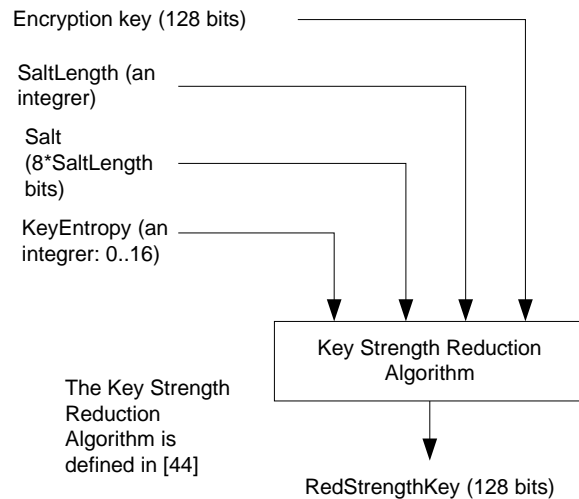 Encryption key (128 bits)
SaltLength (an
integrer)
Salt
(8*SaltLength
bits)
KeyEntropy (an
integrer: 0..16)
Key Strength Reduction
Algorithm
The Key Strength
Reduction
Algorithm is
defined in [44]
RedStrengthKey (128 bits)